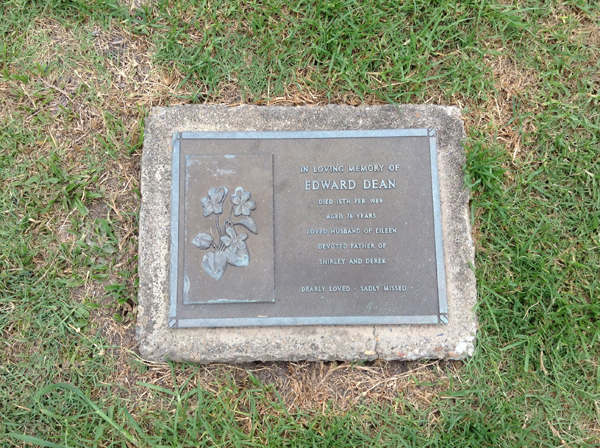 IN LOVING MEMORY OF
EDWARD DEAN
DIED 15TH FEB 1989
AGED 76 YEARS
LOVED HUSBAND OF EILEEN
DEVOTED FATHER OF
SHIRLEY AND DEREK
DEARLY LOVED - SADLY MISSED